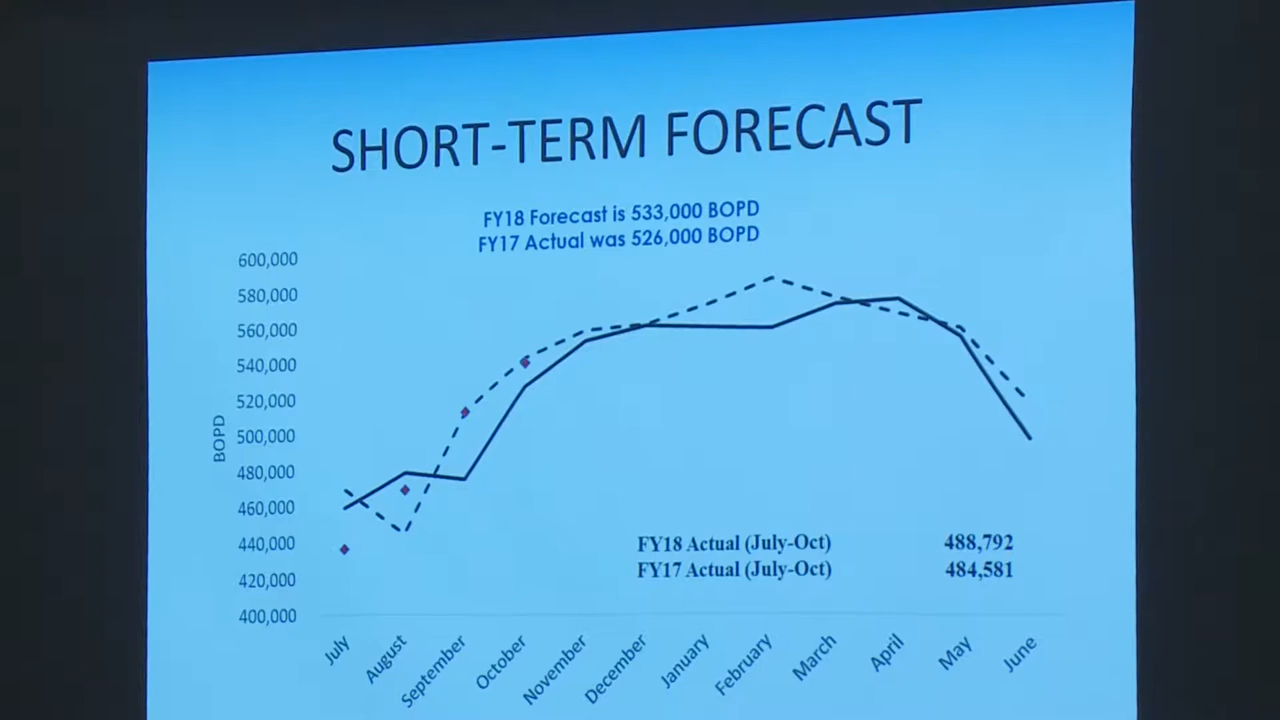 SHORT-TERM FORECAST
FY18 Forecast is 533,000 BOPD
FY17 Actual was 526,000 BOPD
600,000
580,000
560,000
540,000
520,000
500,000
480,000
460,000
440,000
420,000
400,000
BOPD
FY18 Actual (July-Oct) 488,792
FY17 Actual (July-Oct) 484,581
July
August
September
October
November
December
January
February
March
April
May
June